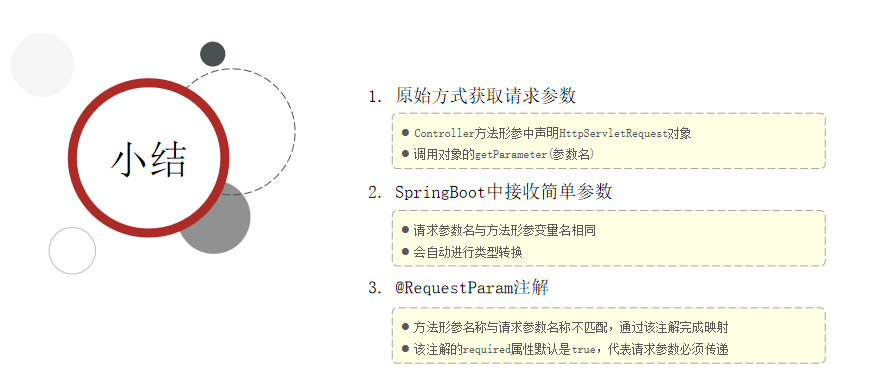 小结
1. 原始方式获取请求参数
● Controller方法形参中声明HttpServletRequest对象
● 调用对象的getParameter(参数名)
2. SpringBoot中接收简单参数
● 请求参数名与方法形参变量名相同
● 会自动进行类型转换
3. @RequestParam注解
● 方法形参名称与请求参数名称不匹配，通过该注解完成映射
● 该注解的required属性默认是true，代表请求参数必须传递